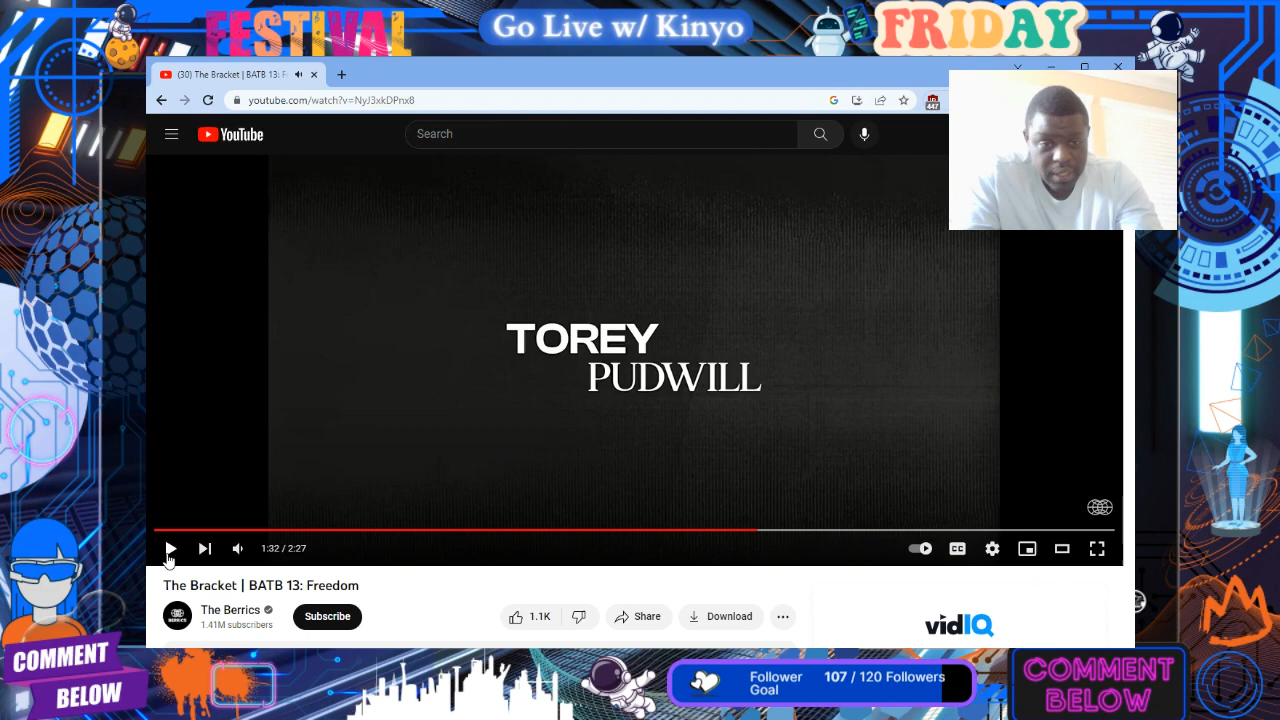 FESTIVAL
Go Live w/ Kinyo
FRIDAY
(30) The Bracket | BATB 13: F
youtube.com/watch?v=NyJ3xkDPnx8
447
YouTube
Search
TOREY
PUDWILL
1:32 / 2:27
CC
The Bracket | BATB 13: Freedom
The Berrics
1.41M subscribers
Subscribe
1.1K
Share
Download
vidIQ
COMMENT
BELOW
Follower
Goal
107 / 120 Followers
COMMENT
BELOW